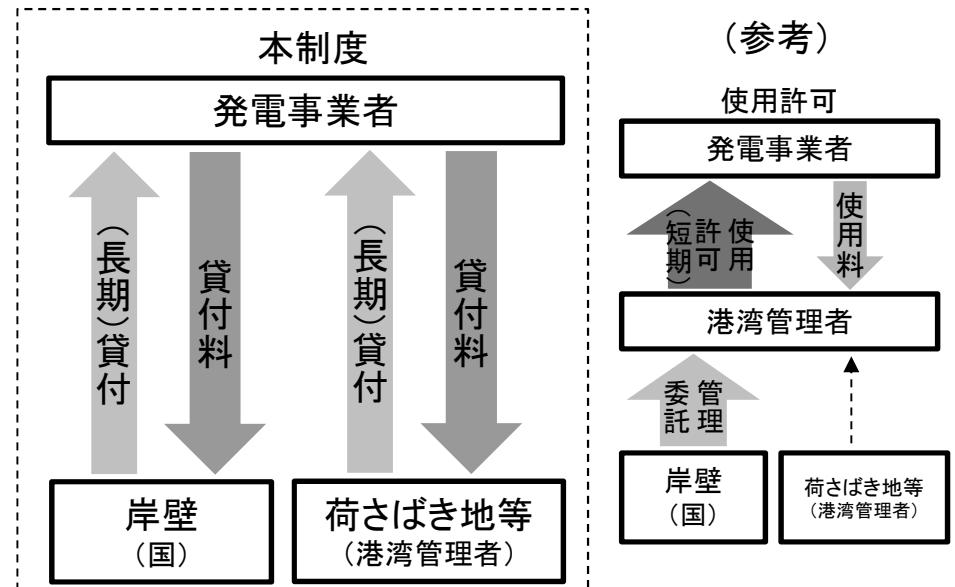 本制度
発電事業者
（長期）貸付
貸付料
（長期）貸付
貸付料
岸壁
（国）
荷さばき地等
（港湾管理者）
（参考）
使用許可
発電事業者
使用
許可
（短期）
使用料
港湾管理者
管理
委託
岸壁
（国）
荷さばき地等
（港湾管理者）